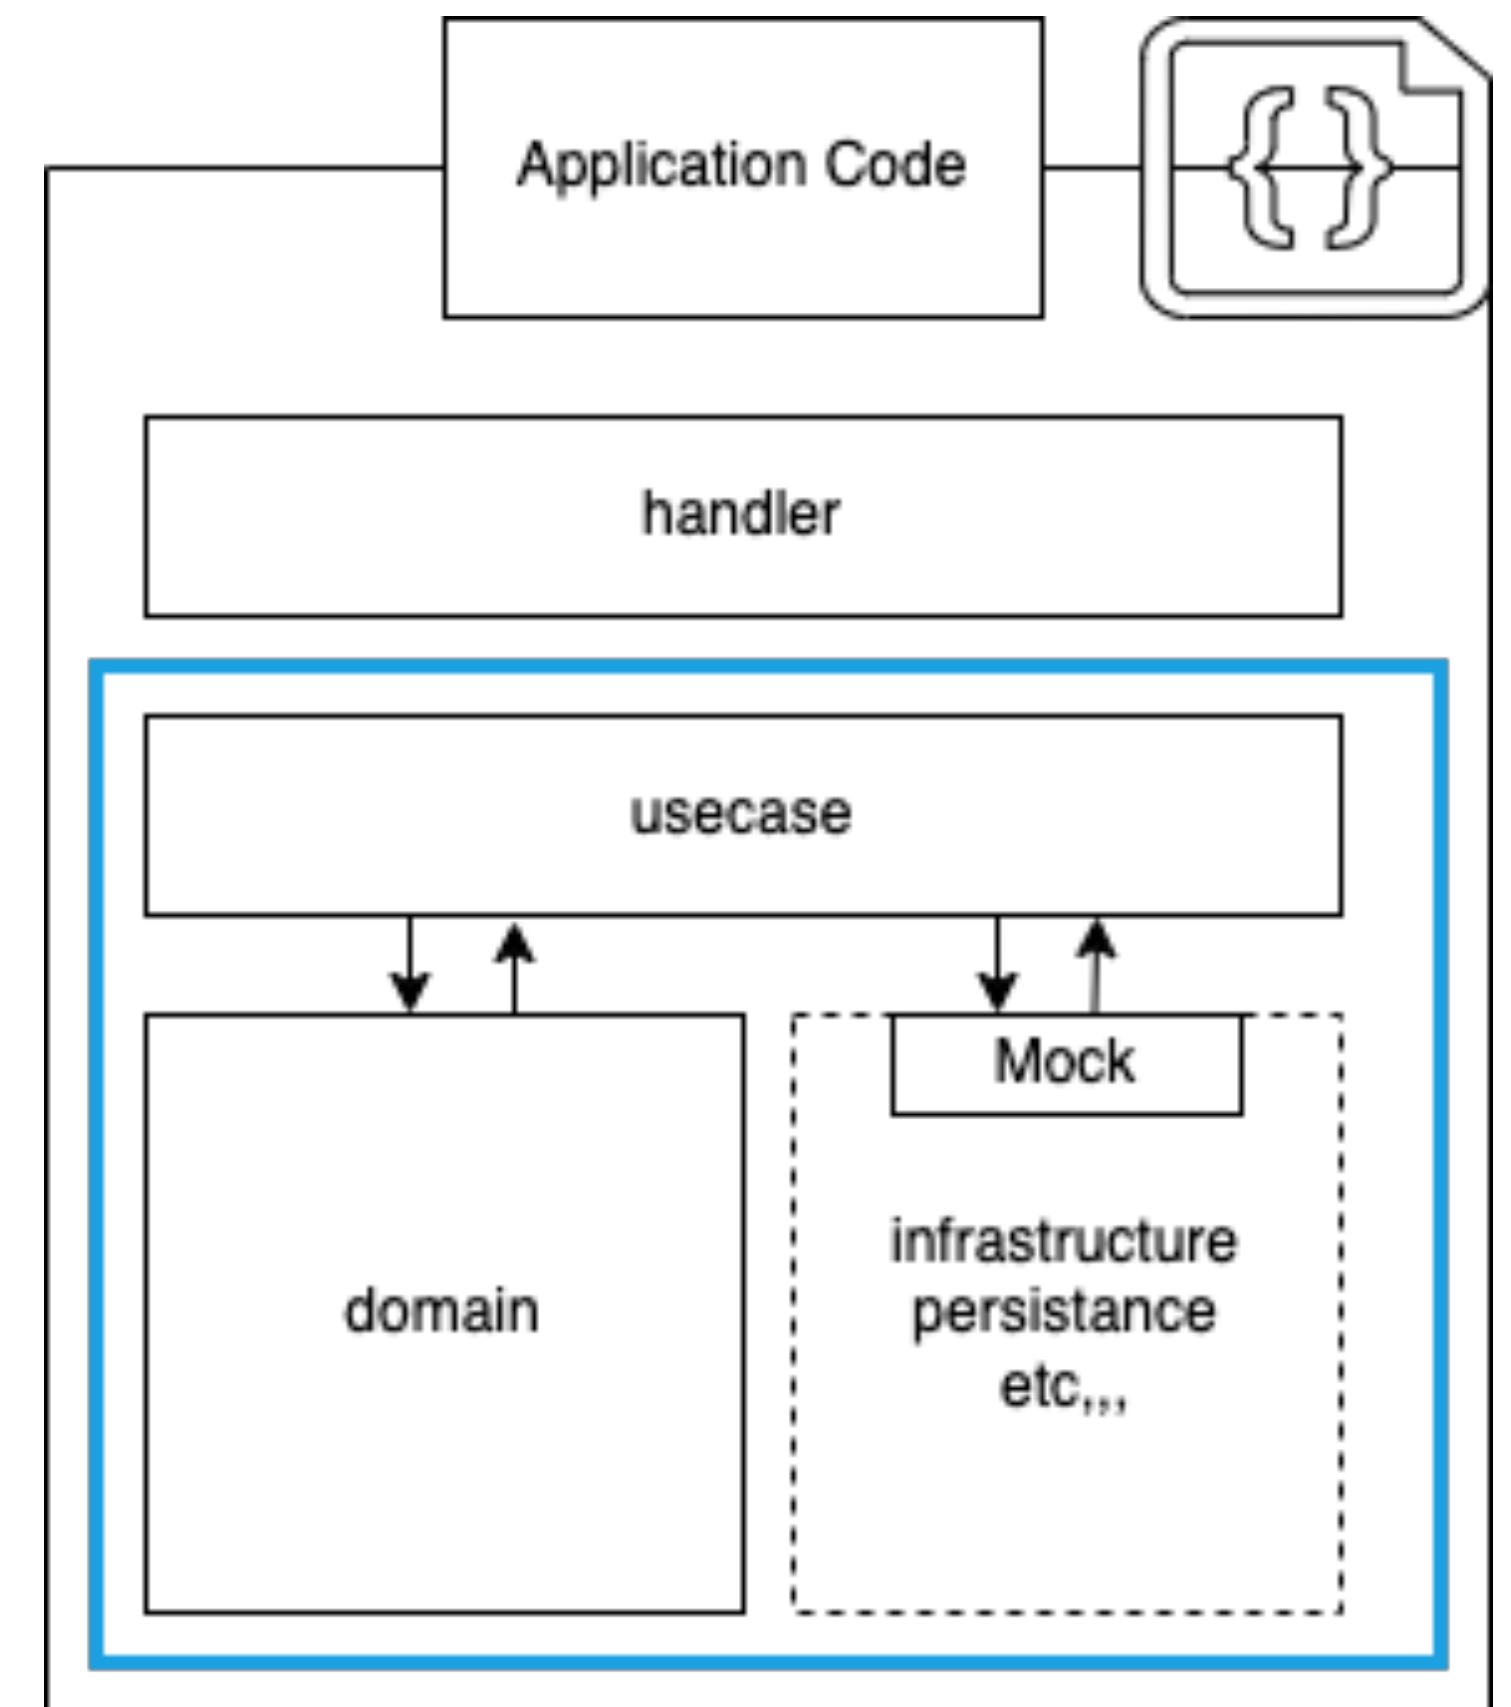 Application Code
{ }
handler
usecase
Mock
domain
infrastructure
persistance
etc,,,